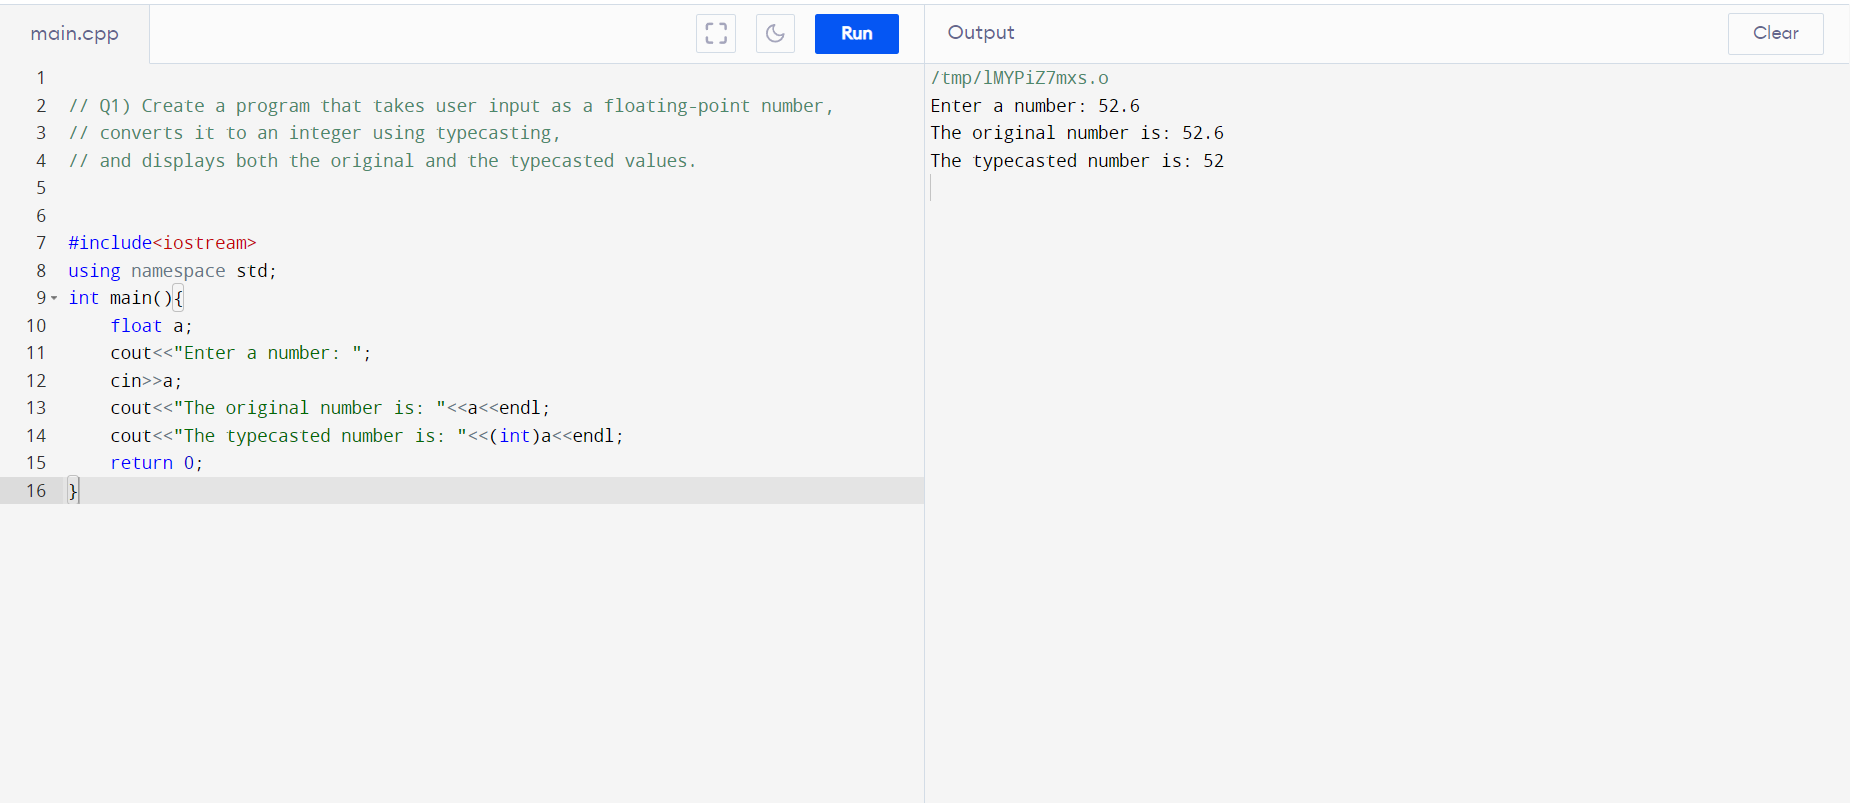 main.cpp
Run
1
2 // Q1) Create a program that takes user input as a floating-point number,
3 // converts it to an integer using typecasting,
4 // and displays both the original and the typecasted values.
5
6
7 #include<iostream>
8 using namespace std;
9 int main(){
10     float a;
11     cout<<"Enter a number: ";
12     cin>>a;
13     cout<<"The original number is: "<<a<<endl;
14     cout<<"The typecasted number is: "<<(int)a<<endl;
15     return 0;
16 }
Output
Clear
/tmp/lMYPiZ7mxs.o
Enter a number: 52.6
The original number is: 52.6
The typecasted number is: 52